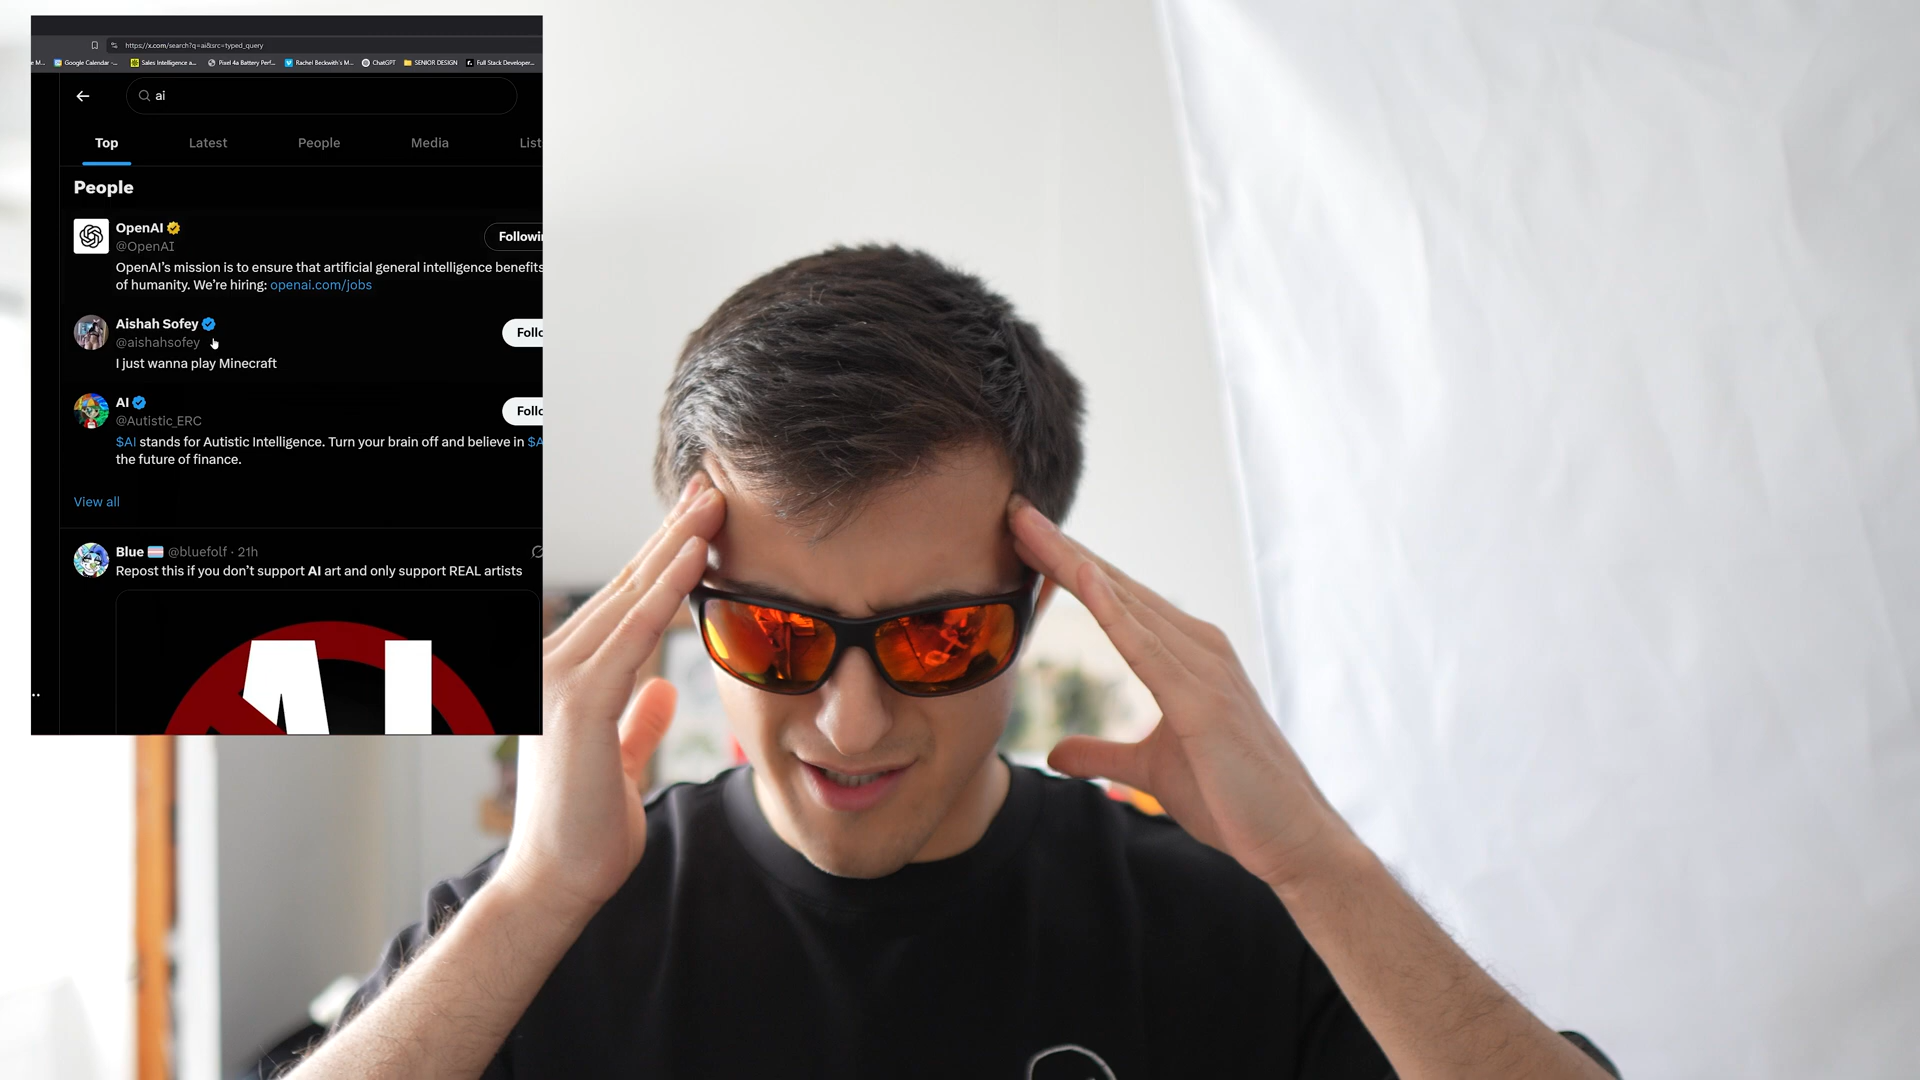 https://x.com/search?q=ai&src=typed_query
e M... Google Calendar -... Sales Intelligence a... Pixel 4a Battery Perf... Rachel Beckwith's M... ChatGPT SENIOR DESIGN Full Stack Developer...
ai
Top Latest People Media List
People
OpenAI
@OpenAI
Followin
OpenAI's mission is to ensure that artificial general intelligence benefits
of humanity. We're hiring: openai.com/jobs
Aishah Sofey
@aishahsofey
Follo
I just wanna play Minecraft
AI
@Autistic_ERC
Follo
$AI stands for Autistic Intelligence. Turn your brain off and believe in $A
the future of finance.
View all
Blue @bluefolf · 21h
Repost this if you don't support AI art and only support REAL artists
AI